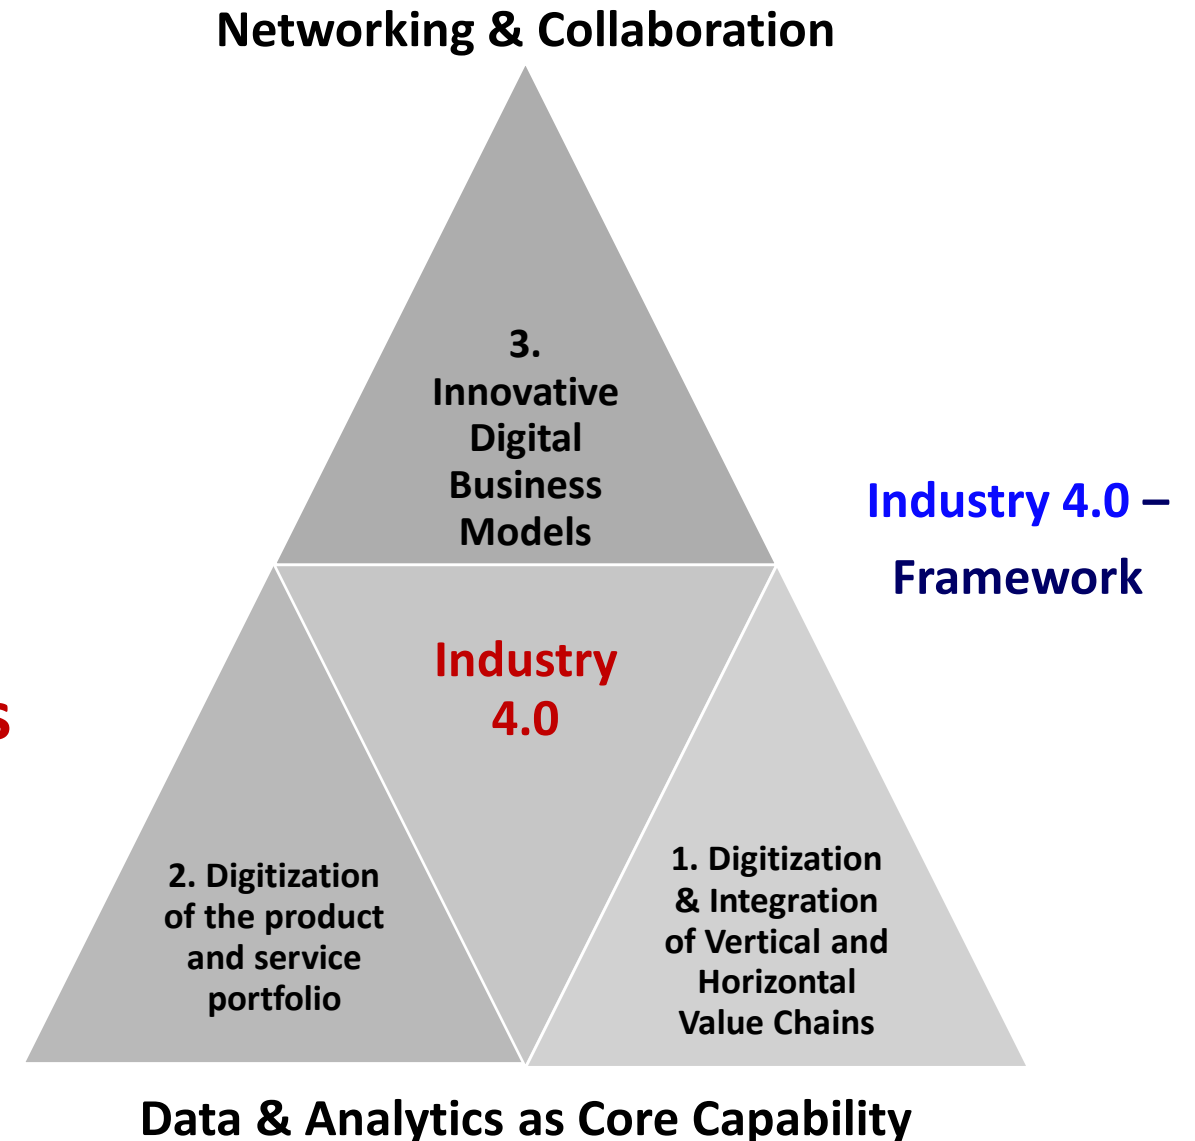 Networking & Collaboration
3.
Innovative
Digital
Business
Models
Industry 4.0 –
Framework
Industry
4.0
s
2. Digitization
of the product
and service
portfolio
1. Digitization
& Integration
of Vertical and
Horizontal
Value Chains
Data & Analytics as Core Capability